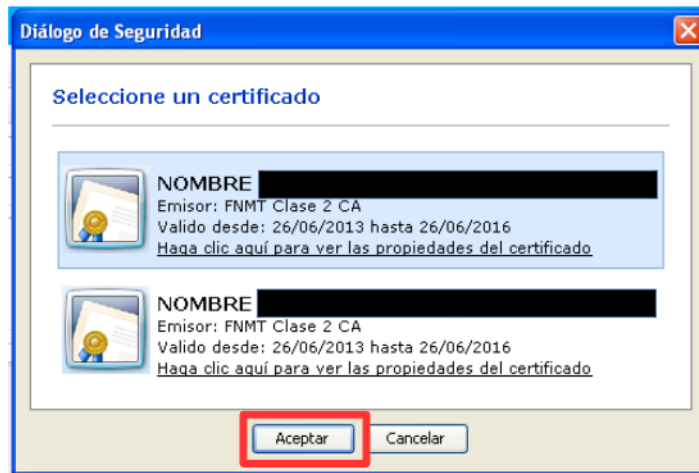 Diálogo de Seguridad
Seleccione un certificado
NOMBRE
Emisor: FNMT Clase 2 CA
Valido desde: 26/06/2013 hasta 26/06/2016
Haga clic aquí para ver las propiedades del certificado
NOMBRE
Emisor: FNMT Clase 2 CA
Valido desde: 26/06/2013 hasta 26/06/2016
Haga clic aquí para ver las propiedades del certificado
Aceptar Cancelar